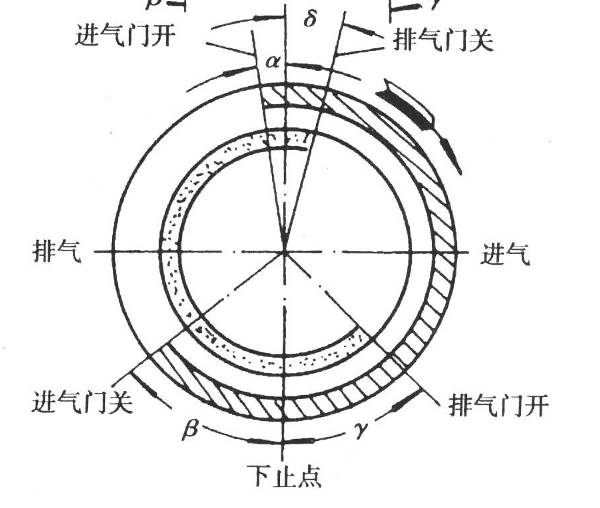 β γ
进气门开 δ 排气门关
α
排气 进气
进气门关 排气门开
β γ
下止点